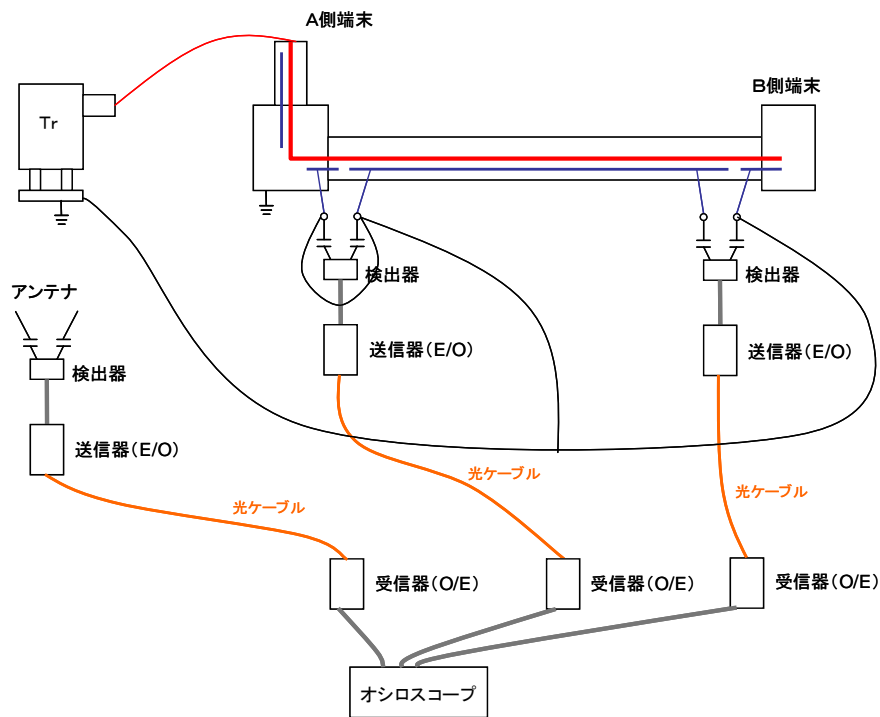 A側端末
B側端末
Tr
検出器
検出器
アンテナ
送信器(E/O)
送信器(E/O)
検出器
送信器(E/O)
光ケーブル
光ケーブル
光ケーブル
受信器(O/E)
受信器(O/E)
受信器(O/E)
オシロスコープ